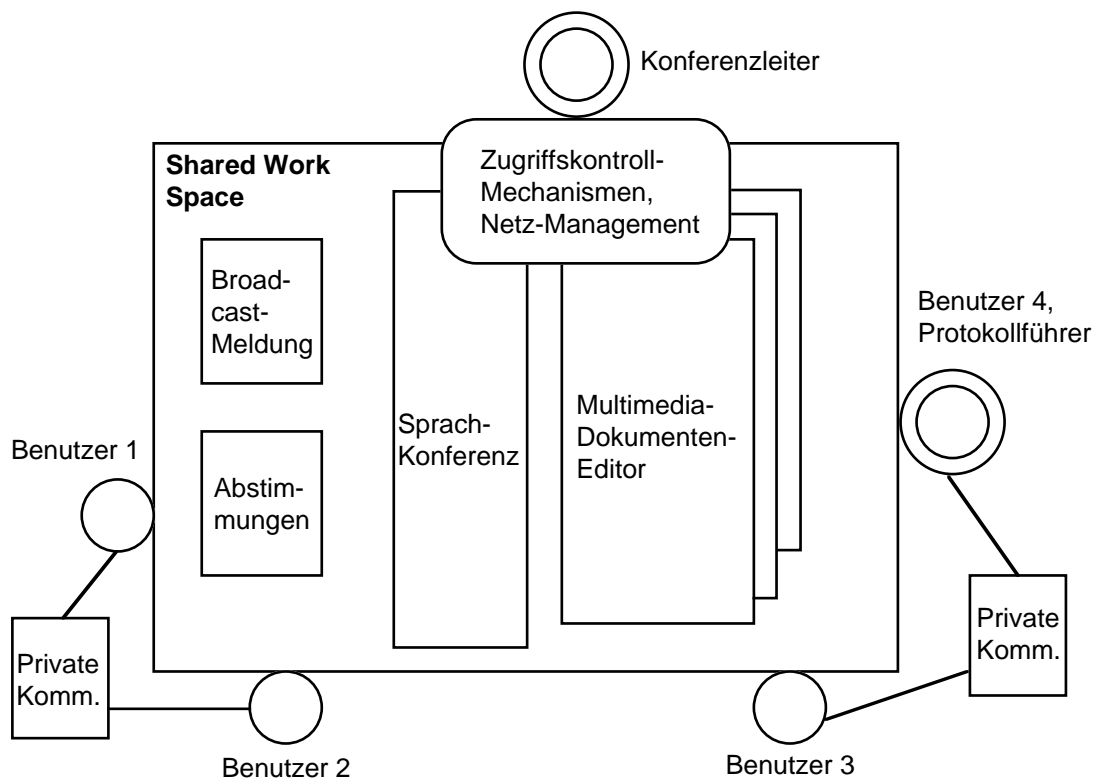 Konferenzleiter
Shared Work
Space
Zugriffskontroll-
Mechanismen,
Netz-Management
Broad-
cast-
Meldung
Benutzer 4,
Protokollführer
Sprach-
Konferenz
Multimedia-
Dokumenten-
Editor
Benutzer 1
Abstim-
mungen
Private
Komm.
Private
Komm.
Benutzer 2
Benutzer 3